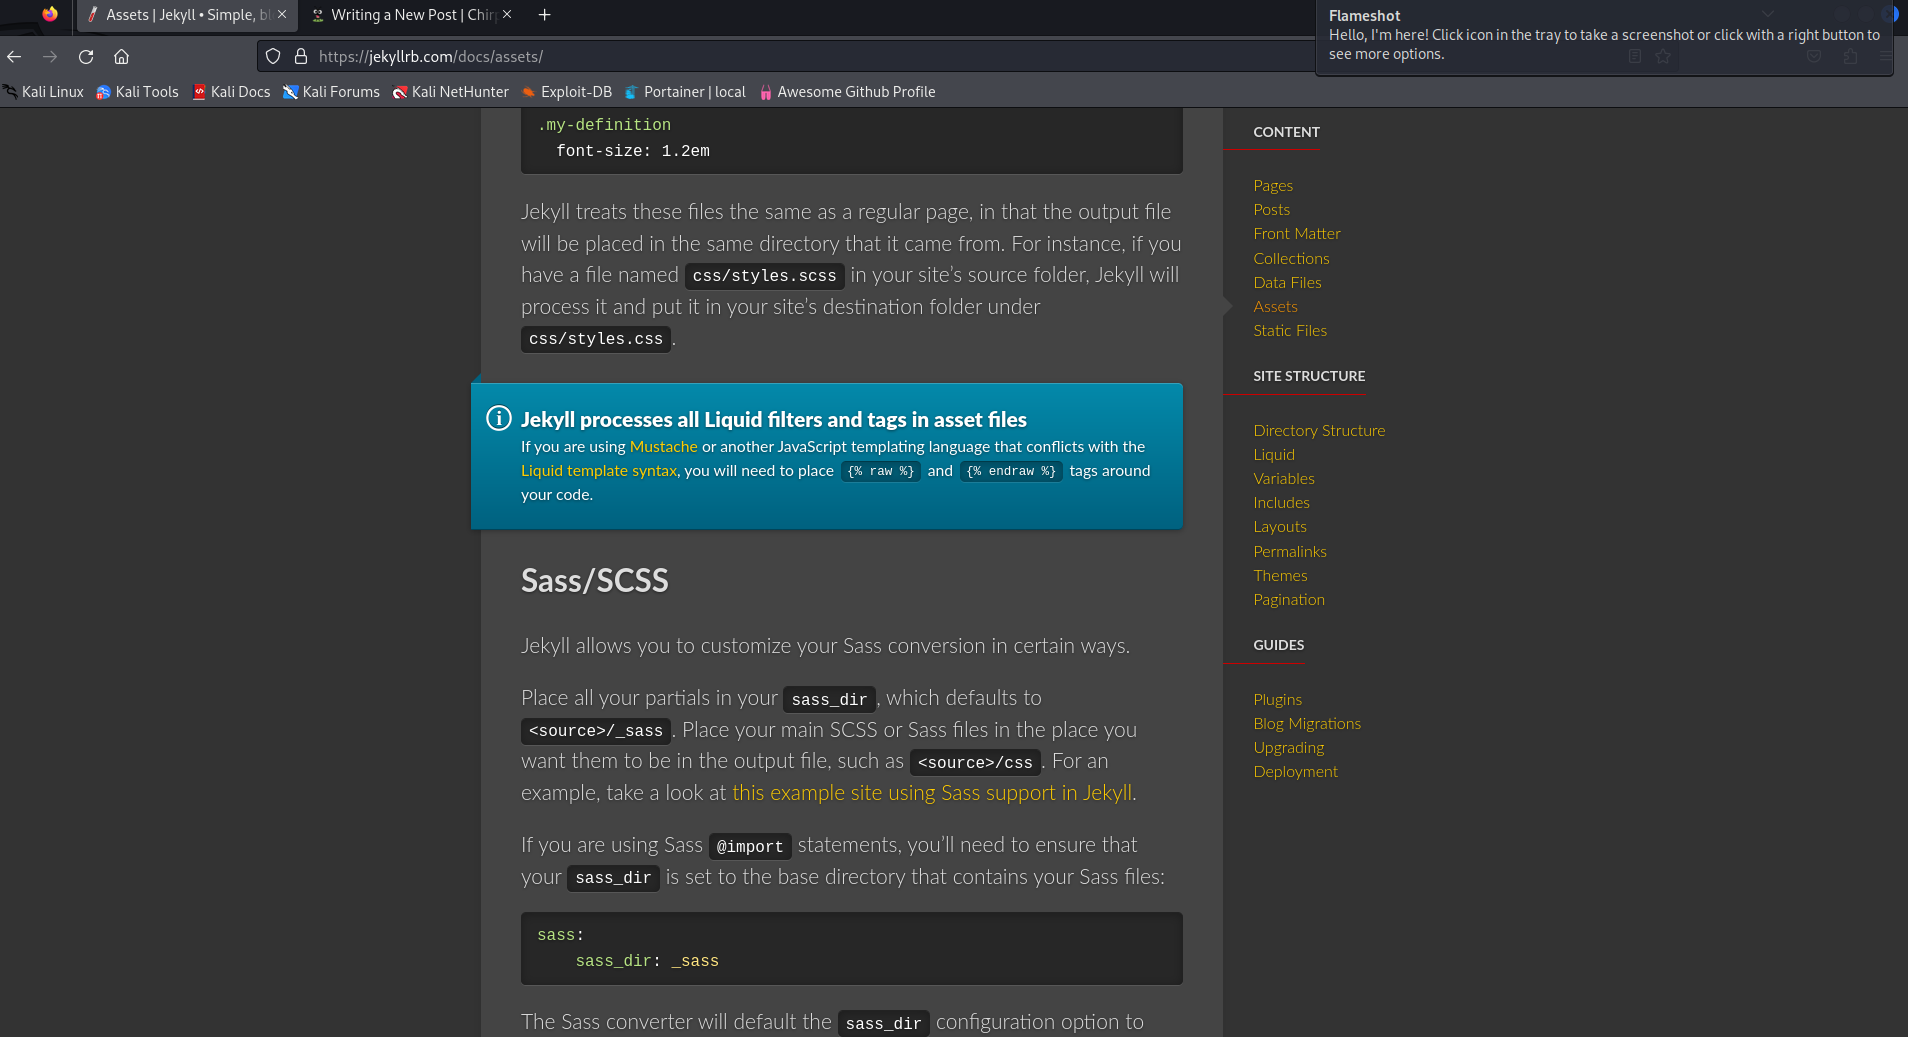 Assets | Jekyll • Simple, bl
Writing a New Post | Chirp
Flameshot
Hello, I'm here! Click icon in the tray to take a screenshot or click with a right button to
see more options.
https://jekyllrb.com/docs/assets/
Kali Linux
Kali Tools
Kali Docs
Kali Forums
Kali NetHunter
Exploit-DB
Portainer | local
Awesome Github Profile
.my-definition
font-size: 1.2em
Jekyll treats these files the same as a regular page, in that the output file
will be placed in the same directory that it came from. For instance, if you
have a file named css/styles.scss in your site’s source folder, Jekyll will
process it and put it in your site’s destination folder under
css/styles.css.
Jekyll processes all Liquid filters and tags in asset files
If you are using Mustache or another JavaScript templating language that conflicts with the
Liquid template syntax, you will need to place {% raw %} and {% endraw %} tags around
your code.
Sass/SCSS
Jekyll allows you to customize your Sass conversion in certain ways.
Place all your partials in your sass_dir, which defaults to
<source>/_sass. Place your main SCSS or Sass files in the place you
want them to be in the output file, such as <source>/css. For an
example, take a look at this example site using Sass support in Jekyll.
If you are using Sass @import statements, you’ll need to ensure that
your sass_dir is set to the base directory that contains your Sass files:
sass:
sass_dir: _sass
The Sass converter will default the sass_dir configuration option to
CONTENT
Pages
Posts
Front Matter
Collections
Data Files
Assets
Static Files
SITE STRUCTURE
Directory Structure
Liquid
Variables
Includes
Layouts
Permalinks
Themes
Pagination
GUIDES
Plugins
Blog Migrations
Upgrading
Deployment